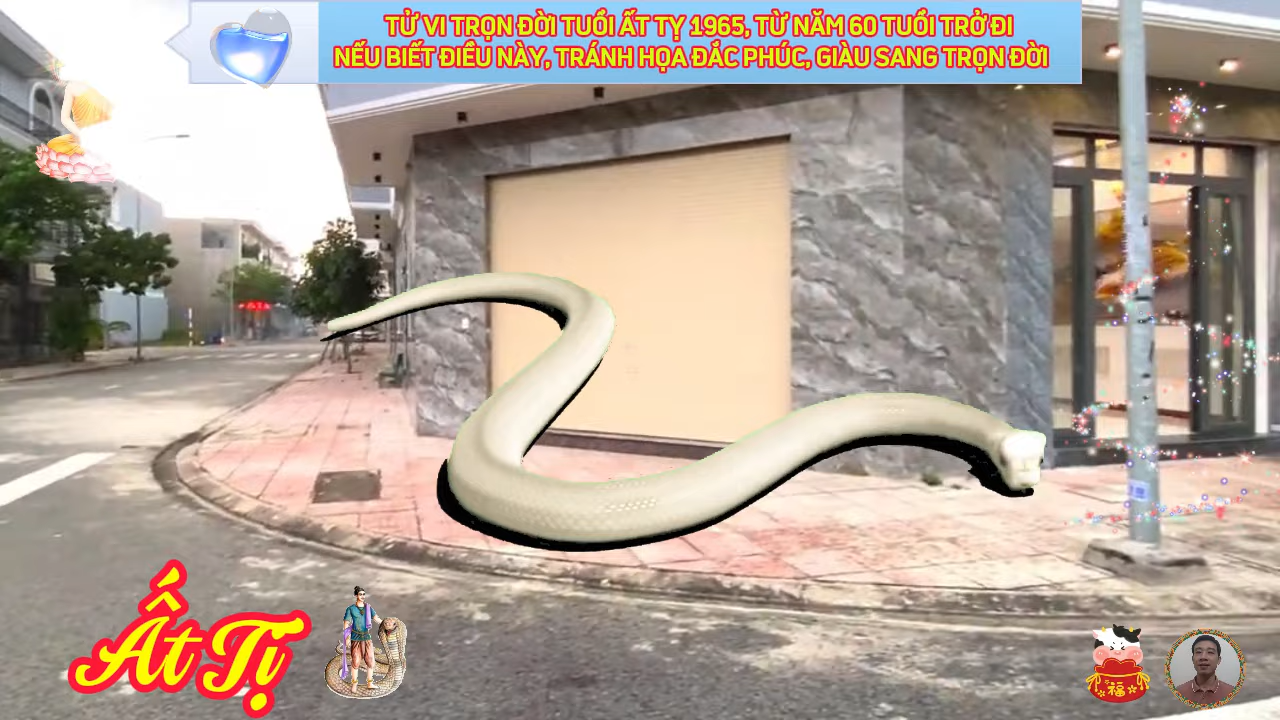 TỬ VI TRỌN ĐỜI TUỔI ẤT TỴ 1965, TỪ NĂM 60 TUỔI TRỞ ĐI
NẾU BIẾT ĐIỀU NÀY, TRÁNH HỌA ĐẮC PHÚC, GIÀU SANG TRỌN ĐỜI
Ất Tị
福